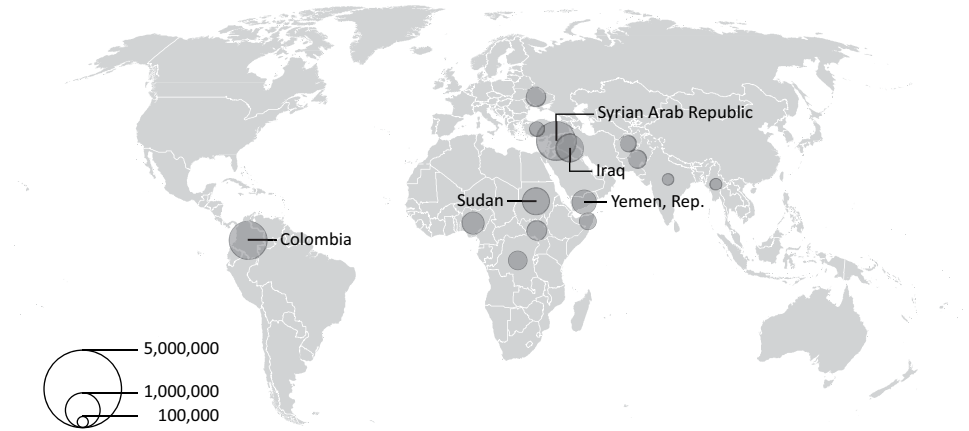 Syrian Arab Republic
Iraq
Sudan
Yemen, Rep.
Colombia
5,000,000
1,000,000
100,000